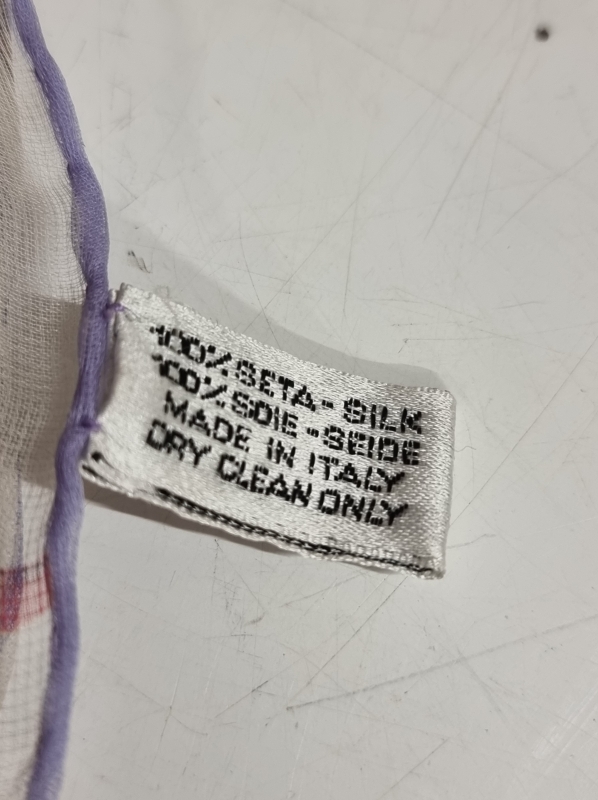 100% SETA - SILK
100% SOIE - SEIDE
MADE IN ITALY
DRY CLEAN ONLY